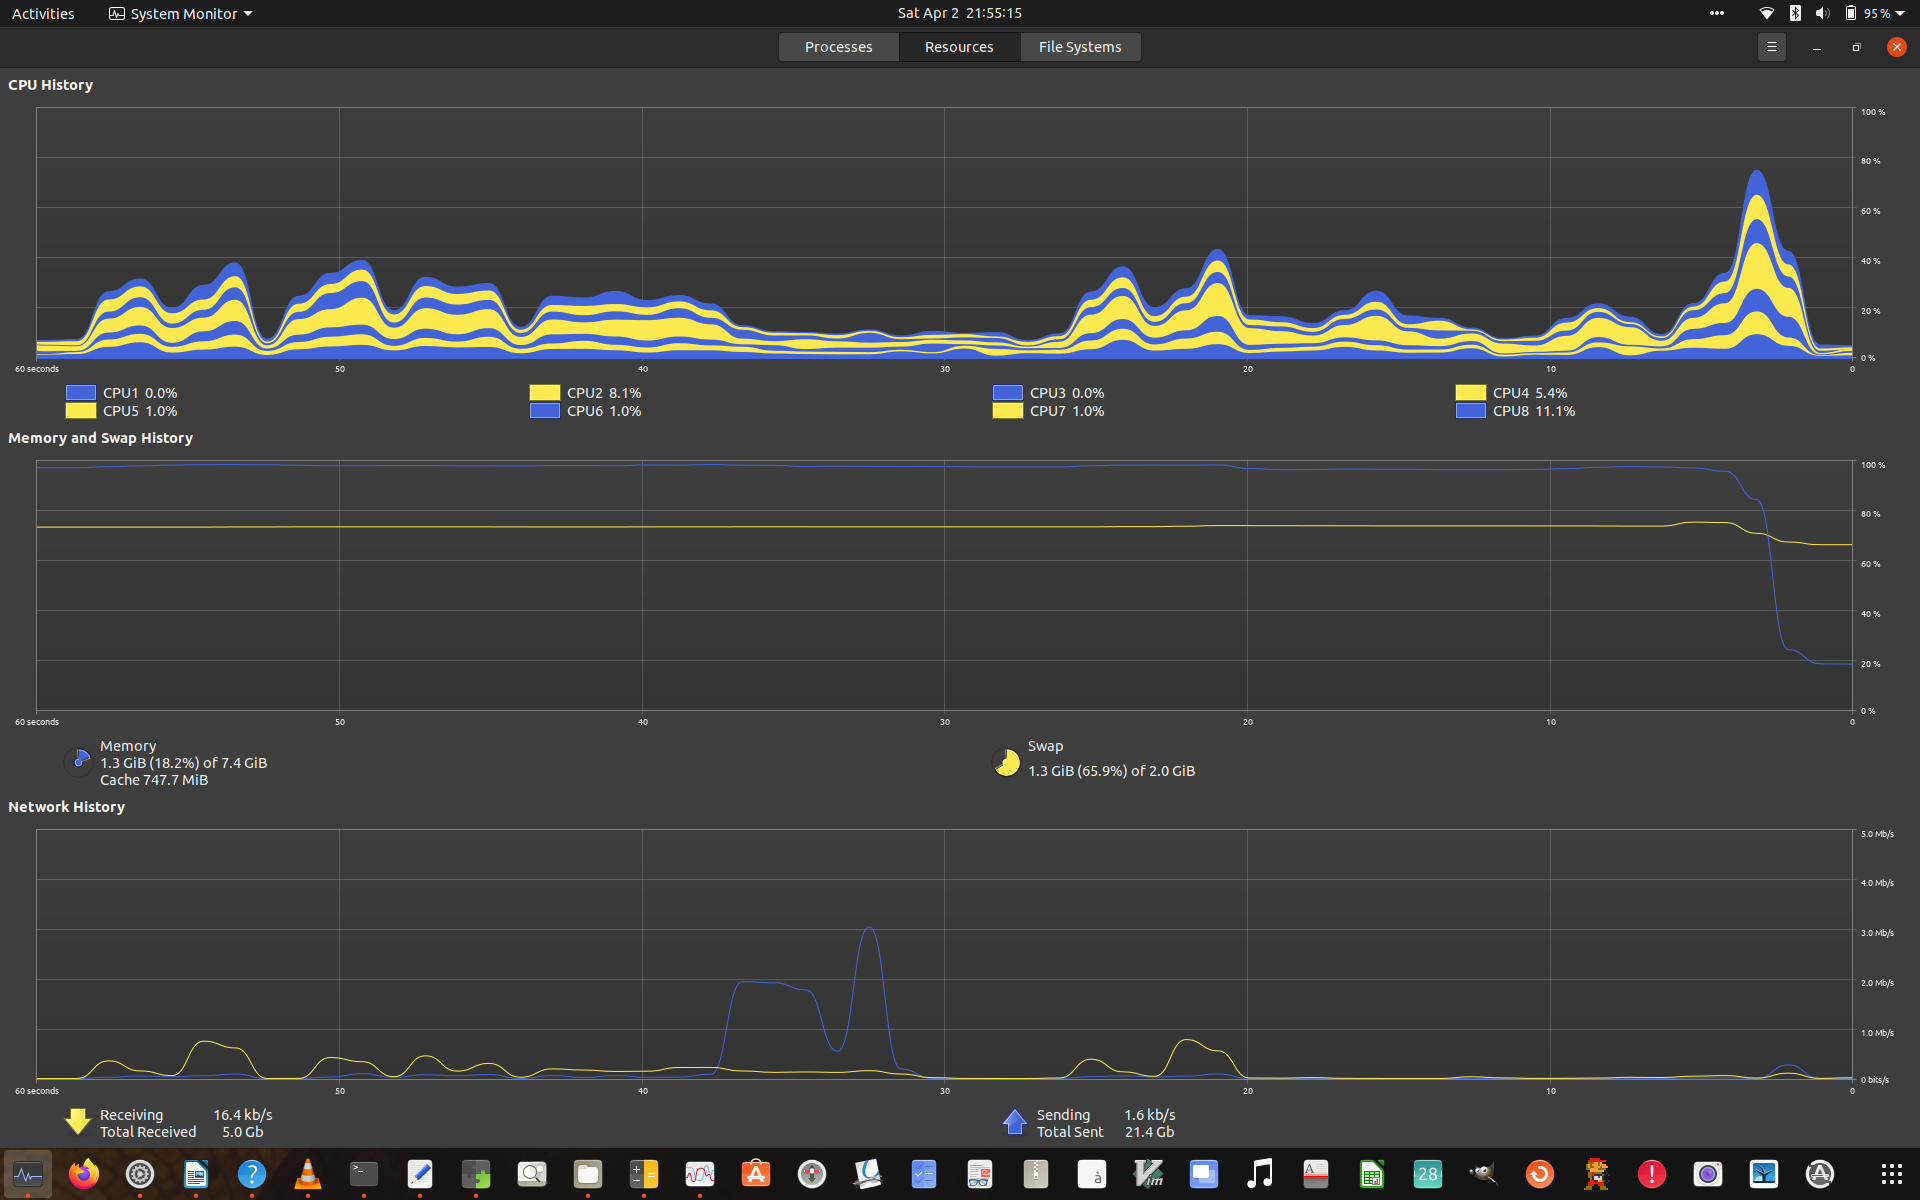 Activities System Monitor Sat Apr 2 21:55:15 95 %
Processes Resources File Systems
CPU History
100 %
80 %
60 %
40 %
20 %
0 %
60 seconds 50 40 30 20 10 0
CPU1 0.0% CPU2 8.1% CPU3 0.0% CPU4 5.4%
CPU5 1.0% CPU6 1.0% CPU7 1.0% CPU8 11.1%
Memory and Swap History
100 %
80 %
60 %
40 %
20 %
0 %
60 seconds 50 40 30 20 10 0
Memory
1.3 GiB (18.2%) of 7.4 GiB
Cache 747.7 MiB
Swap
1.3 GiB (65.9%) of 2.0 GiB
Network History
5.0 Mb/s
4.0 Mb/s
3.0 Mb/s
2.0 Mb/s
1.0 Mb/s
0 bits/s
60 seconds 50 40 30 20 10 0
Receiving 16.4 kb/s
Total Received 5.0 Gb
Sending 1.6 kb/s
Total Sent 21.4 Gb
? >_ A à Vim A 28 !